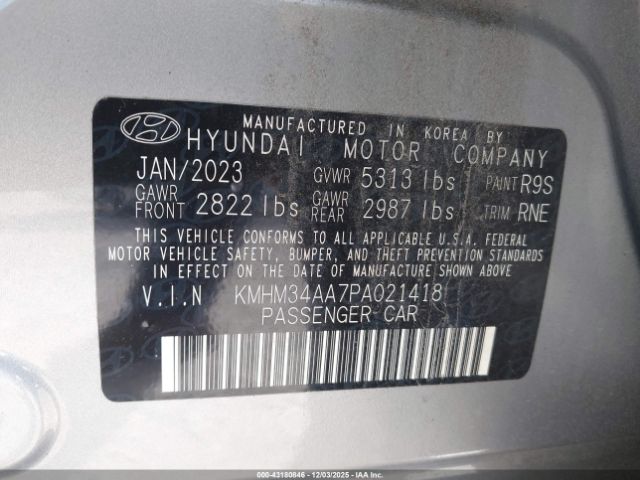 MANUFACTURED IN KOREA BY
HYUNDAI MOTOR COMPANY
JAN/2023 GVWR 5313 lbs PAINT R9S
GAWR FRONT 2822 lbs GAWR REAR 2987 lbs TRIM RNE
THIS VEHICLE CONFORMS TO ALL APPLICABLE U.S.A. FEDERAL
MOTOR VEHICLE SAFETY, BUMPER, AND THEFT PREVENTION STANDARDS
IN EFFECT ON THE DATE OF MANUFACTURE SHOWN ABOVE
V.I.N KMHM34AA7PA021418
PASSENGER CAR
000-43180846 - 12/03/2025 - IAA Inc.